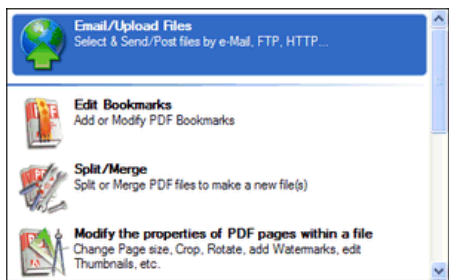 Email/Upload Files
Select & Send/Post files by e-Mail, FTP, HTTP...
Edit Bookmarks
Add or Modify PDF Bookmarks
Split/Merge
Split or Merge PDF files to make a new file(s)
Modify the properties of PDF pages within a file
Change Page size, Crop, Rotate, add Watermarks, edit
Thumbnails, etc.